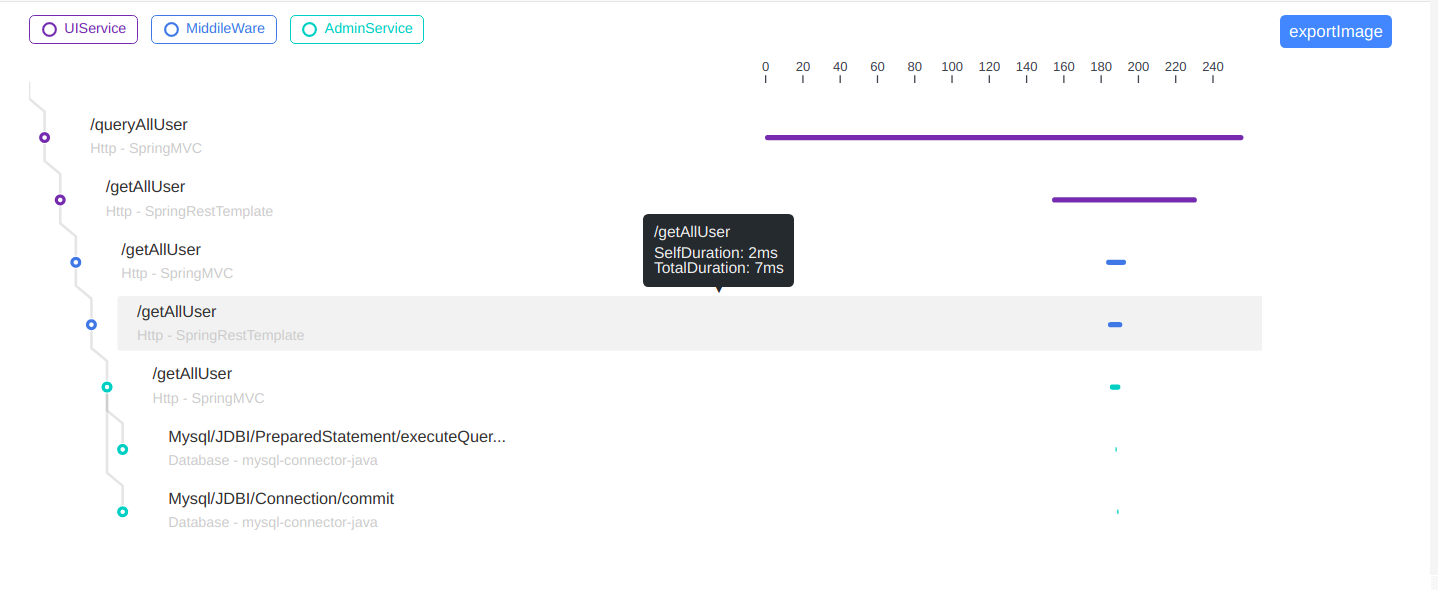 UIService MiddileWare AdminService exportImage
0 20 40 60 80 100 120 140 160 180 200 220 240
/queryAllUser
Http - SpringMVC
/getAllUser
Http - SpringRestTemplate
/getAllUser
SelfDuration: 2ms
TotalDuration: 7ms
/getAllUser
Http - SpringMVC
/getAllUser
Http - SpringRestTemplate
/getAllUser
Http - SpringMVC
Mysql/JDBI/PreparedStatement/executeQuer...
Database - mysql-connector-java
Mysql/JDBI/Connection/commit
Database - mysql-connector-java